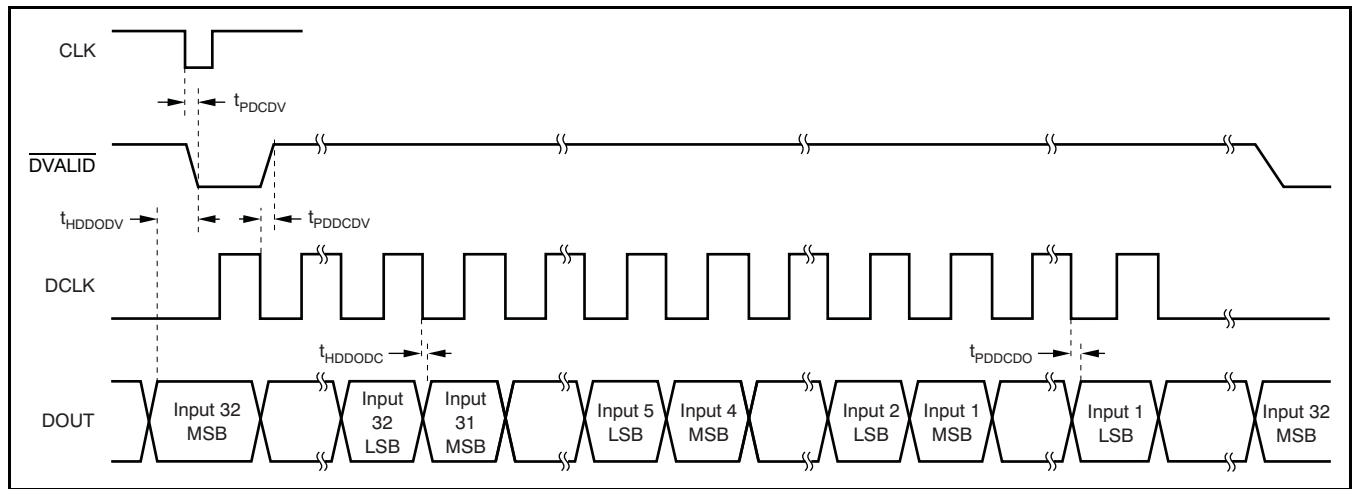 CLK
tPDCDV
DVALID
tHDDODV
tPDDCDV
DCLK
tHDDODC
tPDDCDO
DOUT
Input 32
MSB
Input
32
LSB
Input
31
MSB
Input 5
LSB
Input 4
MSB
Input 2
LSB
Input 1
MSB
Input 1
LSB
Input 32
MSB